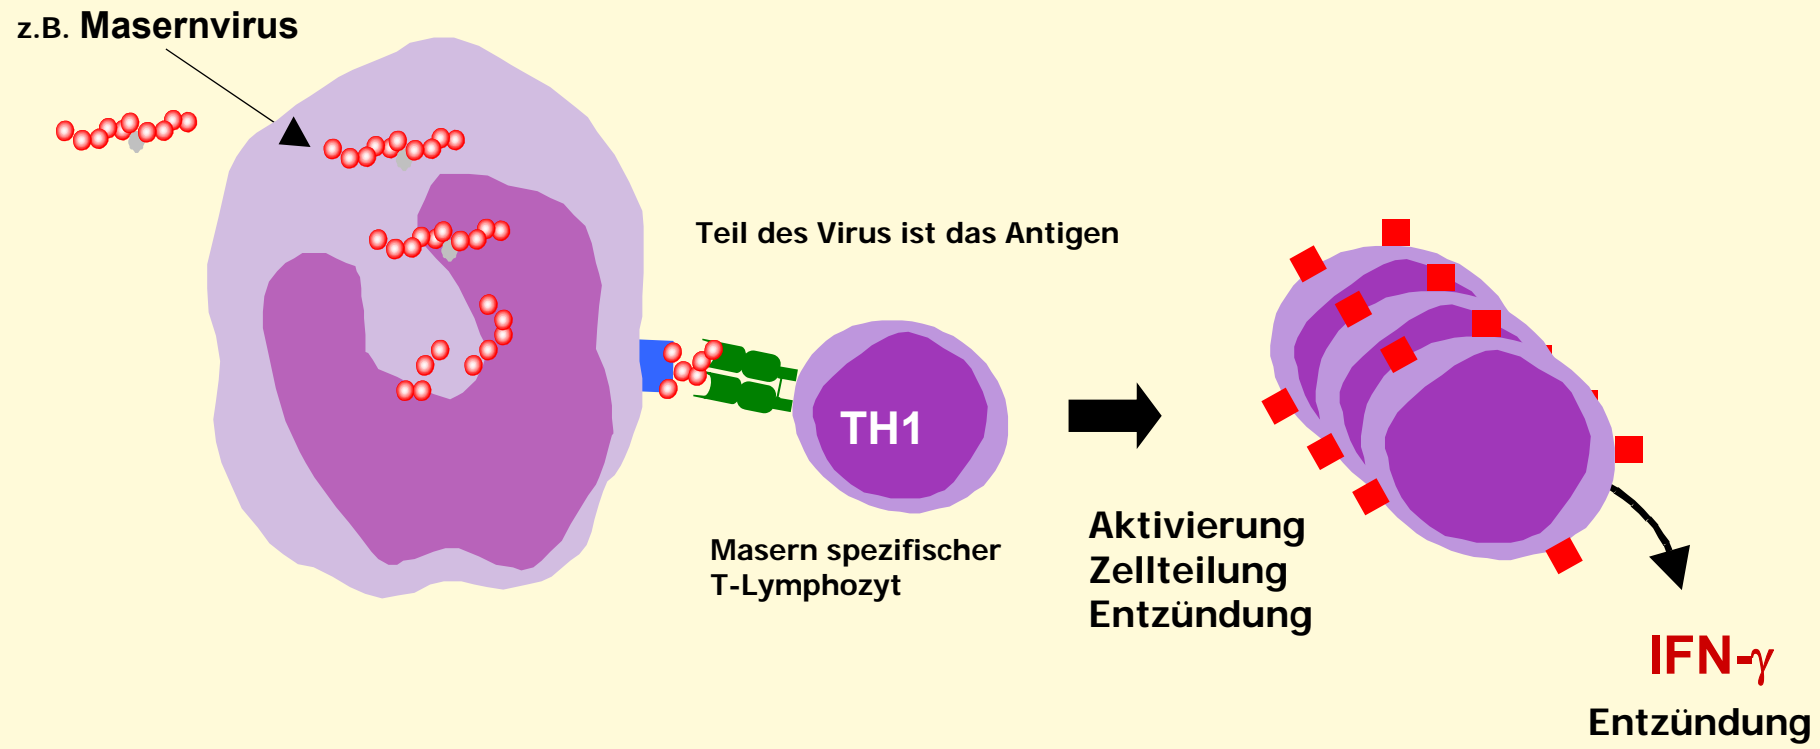 z.B. Masernvirus
Teil des Virus ist das Antigen
TH1
Masern spezifischer
T-Lymphozyt
Aktivierung
Zellteilung
Entzündung
IFN-γ
Entzündung